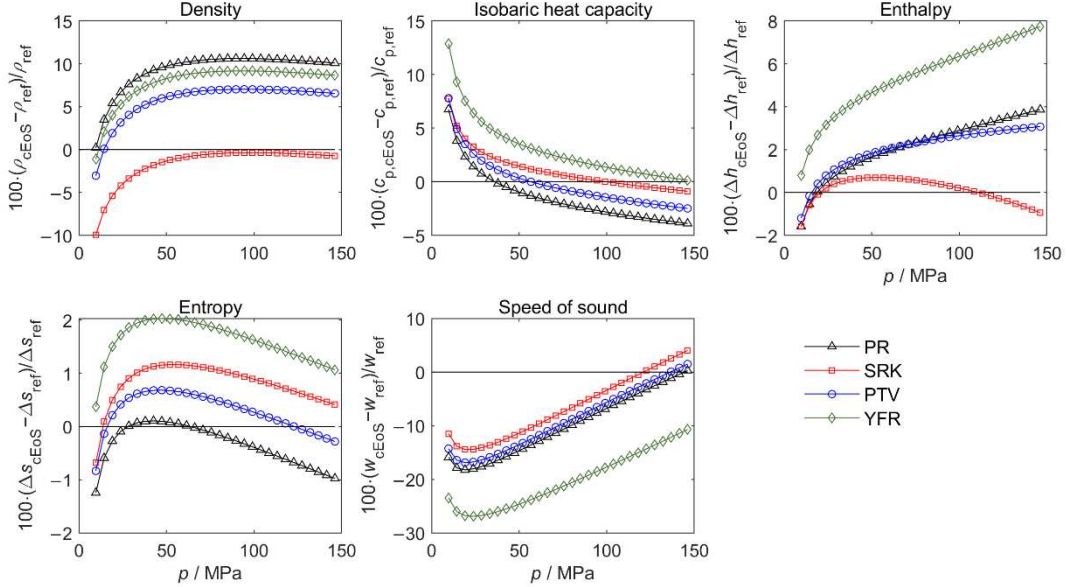 Density
100·(ρcEoS−ρref)/ρref
15
10
5
0
−5
−10
0
50
100
150
Isobaric heat capacity
100·(cp,cEoS−cp,ref)/cp,ref
15
10
5
0
−5
0
50
100
150
Enthalpy
100·(ΔhcEoS−Δhref)/Δhref
8
6
4
2
0
−2
0
50
100
150
p / MPa
Entropy
100·(ΔscEoS−Δsref)/Δsref
2
1
0
−1
−2
0
50
100
150
p / MPa
Speed of sound
100·(wcEoS−wref)/wref
10
0
−10
−20
−30
0
50
100
150
p / MPa
PR
SRK
PTV
YFR